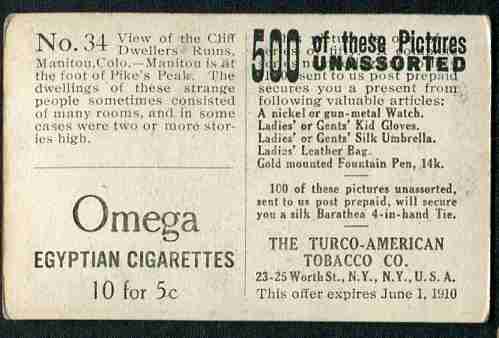 No. 34 View of the Cliff
Dwellers' Ruins,
Manitou, Colo.—Manitou is at
the foot of Pike's Peak. The
dwellings of these strange
people sometimes consisted
of many rooms, and in some
cases were two or more stor-
ies high.
Omega
EGYPTIAN CIGARETTES
10 for 5c
500 of these Pictures
UNASSORTED
sent to us post prepaid
secures you a present from
following valuable articles:
A nickel or gun-metal Watch.
Ladies' or Gents' Kid Gloves.
Ladies' or Gents' Silk Umbrella.
Ladies' Leather Bag.
Gold mounted Fountain Pen, 14k.
100 of these pictures unassorted,
sent to us post prepaid, will secure
you a silk Barathea 4-in-hand Tie.
THE TURCO-AMERICAN
TOBACCO CO.
23-25 Worth St., N.Y., N.Y., U.S.A.
This offer expires June 1, 1910